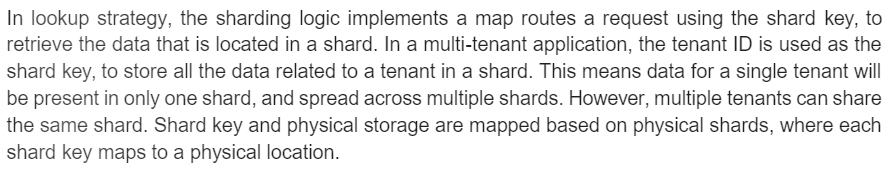 In lookup strategy, the sharding logic implements a map routes a request using the shard key, to
retrieve the data that is located in a shard. In a multi-tenant application, the tenant ID is used as the
shard key, to store all the data related to a tenant in a shard. This means data for a single tenant will
be present in only one shard, and spread across multiple shards. However, multiple tenants can share
the same shard. Shard key and physical storage are mapped based on physical shards, where each
shard key maps to a physical location.